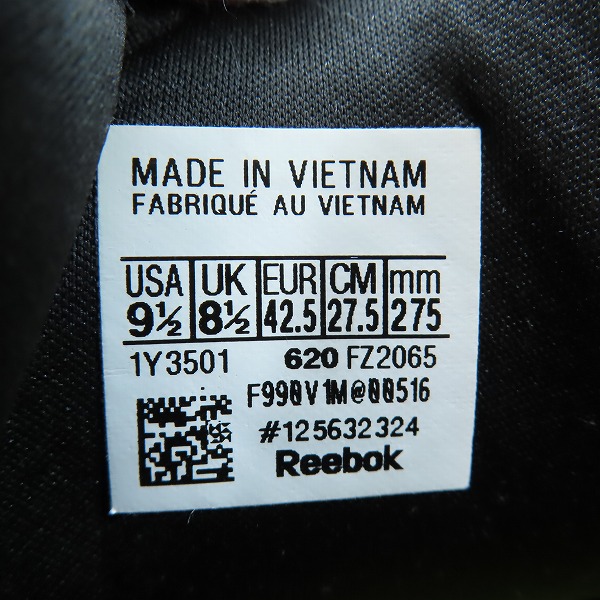 MADE IN VIETNAM
FABRIQUÉ AU VIETNAM
USA UK EUR CM mm
9½ 8½ 42.5 27.5 275
1Y3501 620 FZ2065
F990V1M@00516
#125632324
Reebok